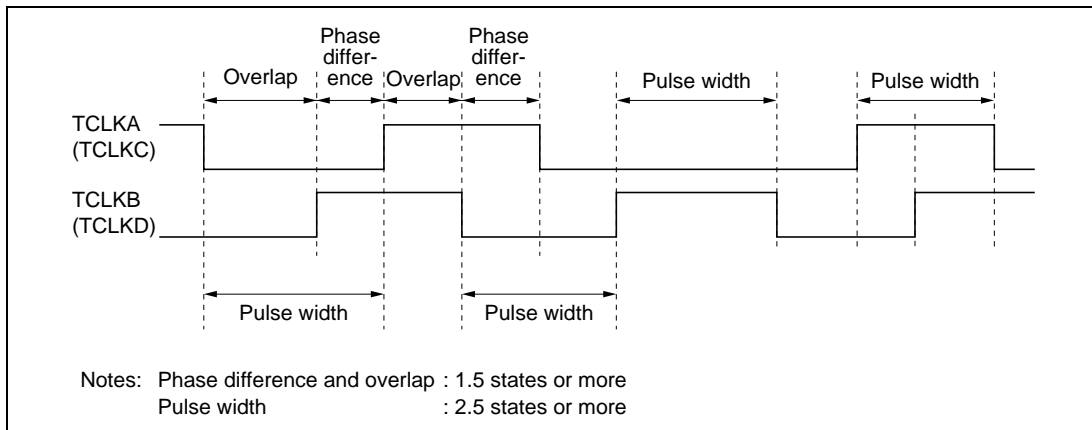 Phase
differ-
ence
Phase
differ-
ence
Overlap
Overlap
Pulse width
Pulse width
TCLKA
(TCLKC)
TCLKB
(TCLKD)
Pulse width
Pulse width
Notes: Phase difference and overlap : 1.5 states or more
Pulse width : 2.5 states or more